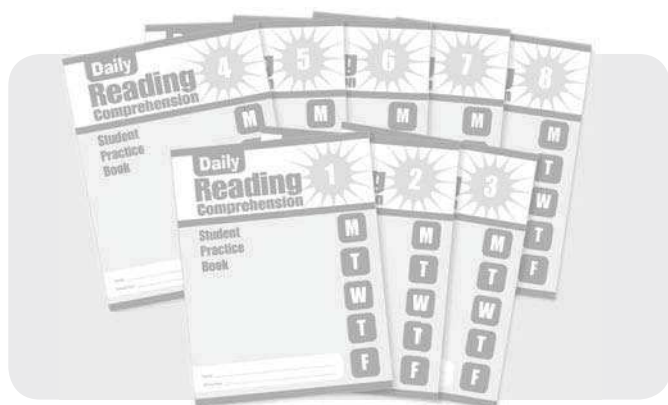 Daily
Reading
Comprehension
4
Student
Practice
Book
M
5
M
6
M
7
M
8
M
T
W
T
F
Daily
Reading
Comprehension
1
Student
Practice
Book
M
T
W
T
F
2
M
T
W
T
F
3
M
T
W
T
F